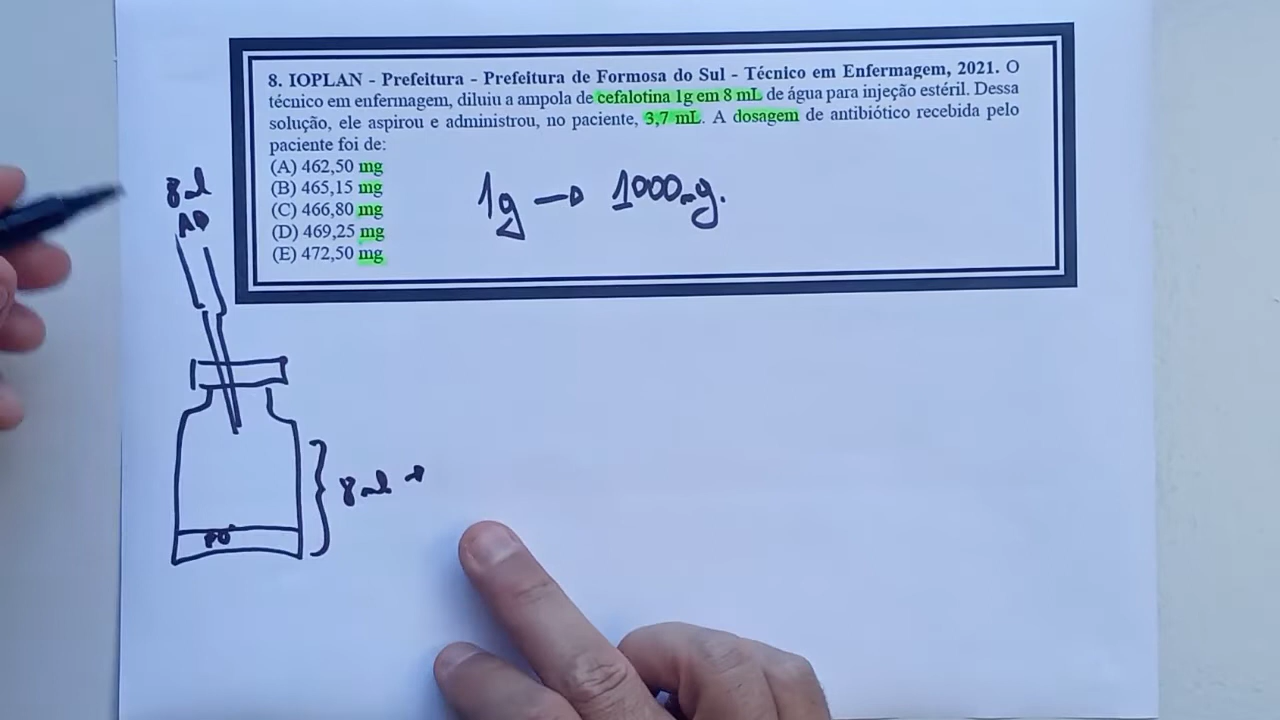 8. IOPLAN - Prefeitura - Prefeitura de Formosa do Sul - Técnico em Enfermagem, 2021. O
técnico em enfermagem, diluiu a ampola de cefalotina 1g em 8 mL de água para injeção estéril. Dessa
solução, ele aspirou e administrou, no paciente, 3,7 mL. A dosagem de antibiótico recebida pelo
paciente foi de:
(A) 462,50 mg
(B) 465,15 mg
(C) 466,80 mg
(D) 469,25 mg
(E) 472,50 mg
1g → 1000mg.
8ml
AD
8ml →
PÓ